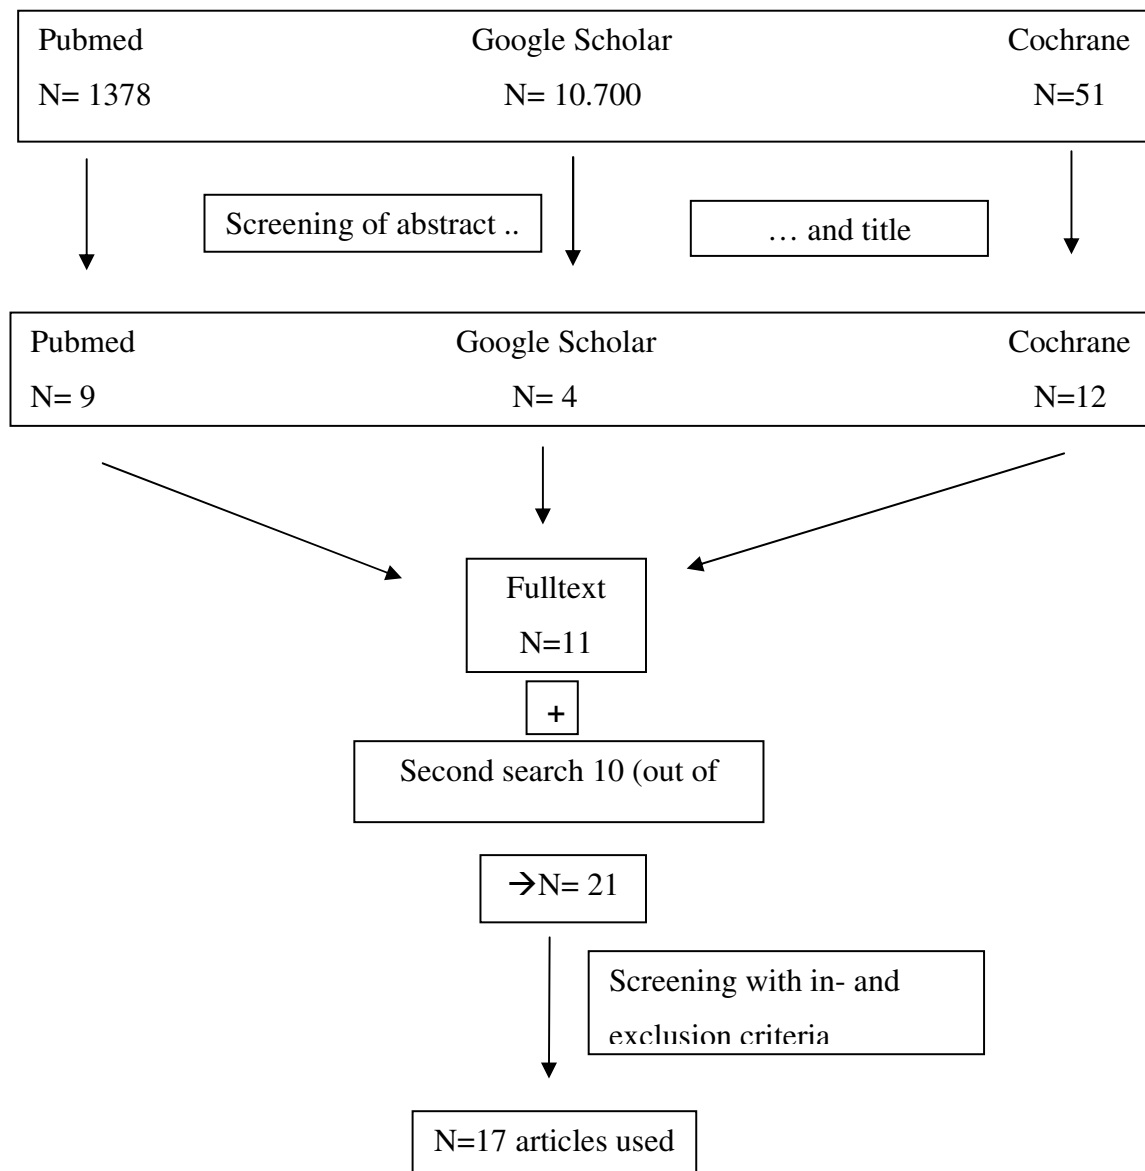 Pubmed Google Scholar Cochrane
N= 1378 N= 10.700 N=51
Screening of abstract ..
… and title
Pubmed Google Scholar Cochrane
N= 9 N= 4 N=12
Fulltext
N=11
+
Second search 10 (out of
→N= 21
Screening with in- and
exclusion criteria
N=17 articles used